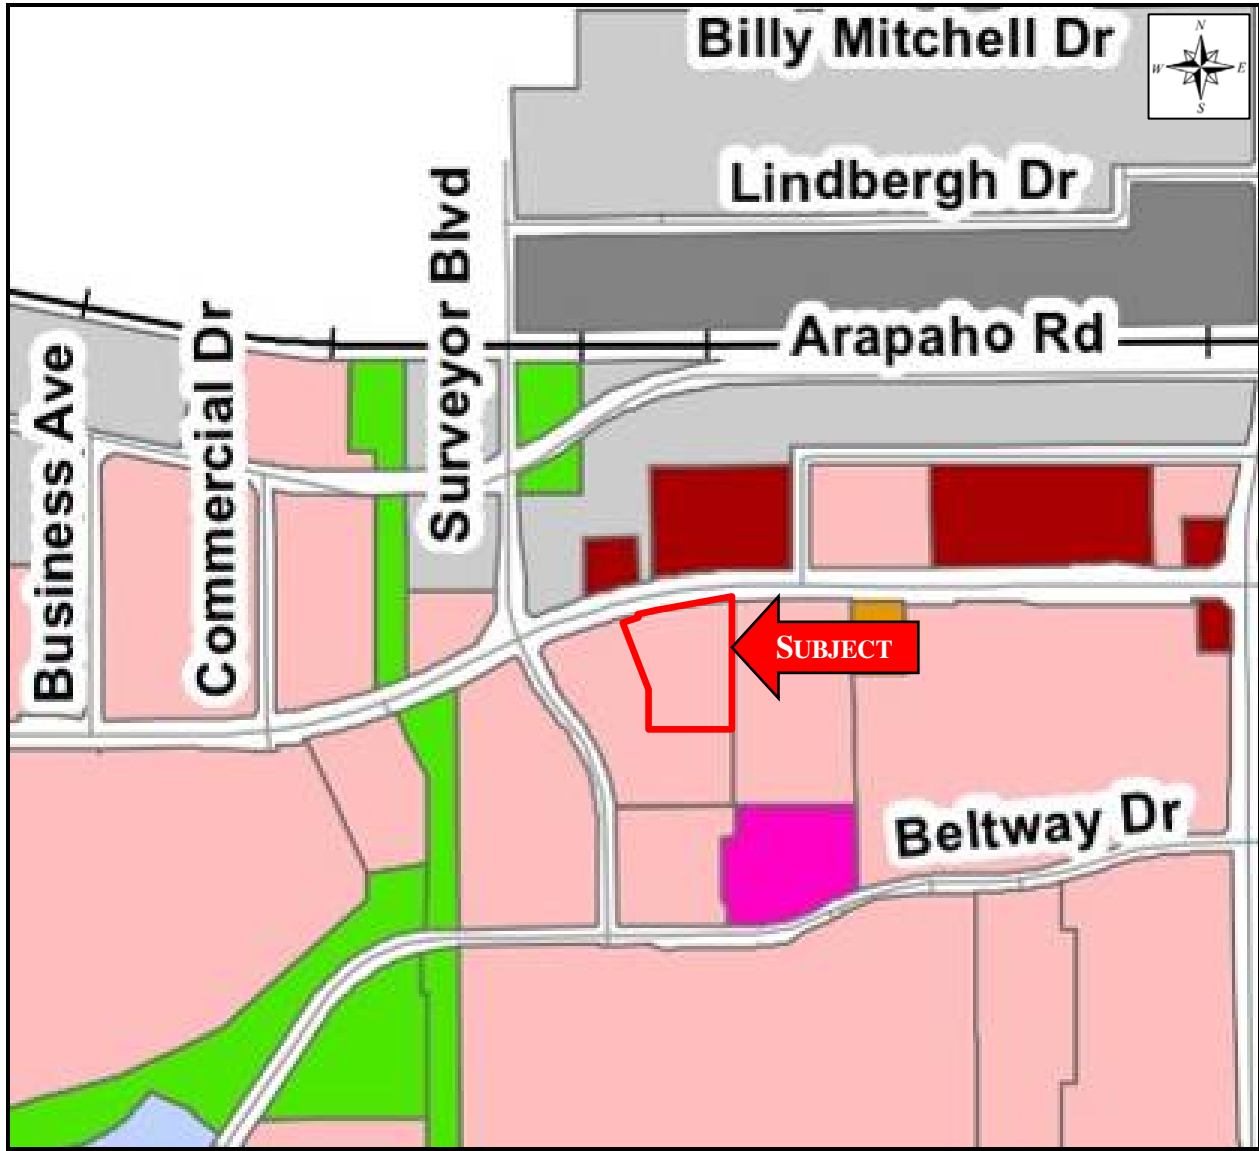 Billy Mitchell Dr
N
W
E
S
Lindbergh Dr
Surveyor Blvd
Arapaho Rd
Commercial Dr
Business Ave
SUBJECT
Beltway Dr